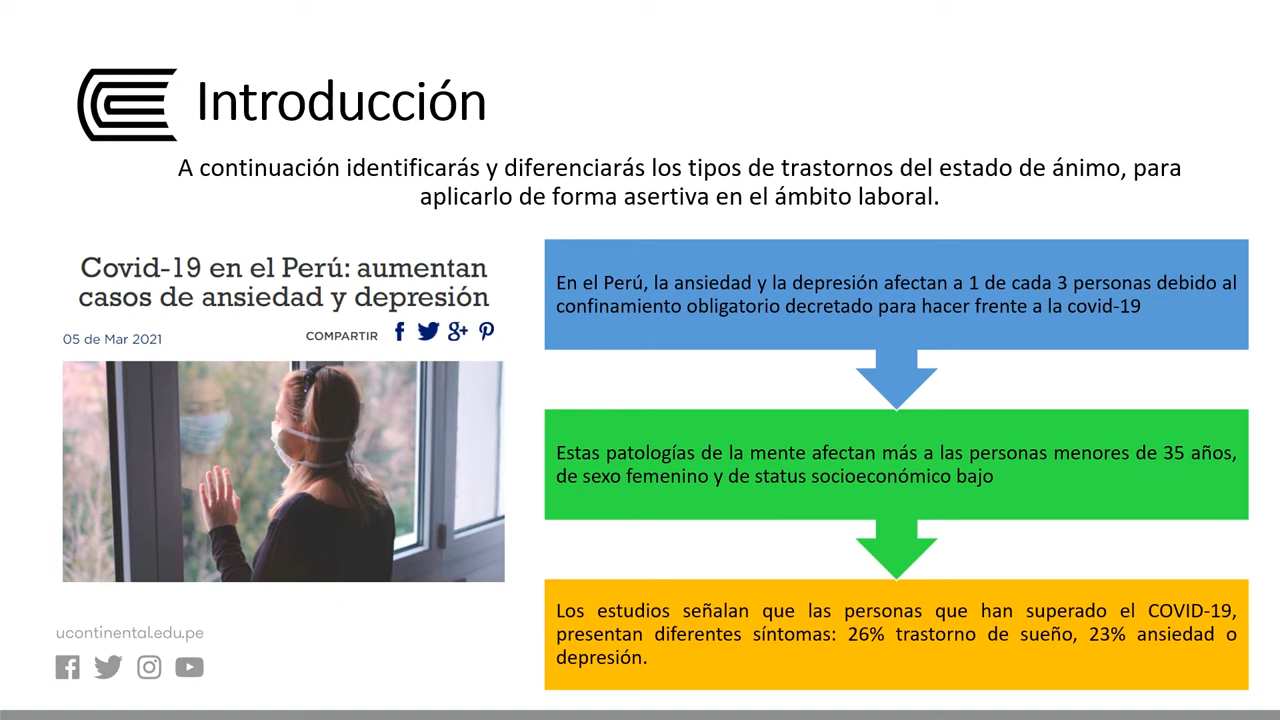 Introducción
A continuación identificarás y diferenciarás los tipos de trastornos del estado de ánimo, para
aplicarlo de forma asertiva en el ámbito laboral.
Covid-19 en el Perú: aumentan
casos de ansiedad y depresión
05 de Mar 2021
COMPARTIR
En el Perú, la ansiedad y la depresión afectan a 1 de cada 3 personas debido al
confinamiento obligatorio decretado para hacer frente a la covid-19
Estas patologías de la mente afectan más a las personas menores de 35 años,
de sexo femenino y de status socioeconómico bajo
Los estudios señalan que las personas que han superado el COVID-19,
presentan diferentes síntomas: 26% trastorno de sueño, 23% ansiedad o
depresión.
ucontinental.edu.pe